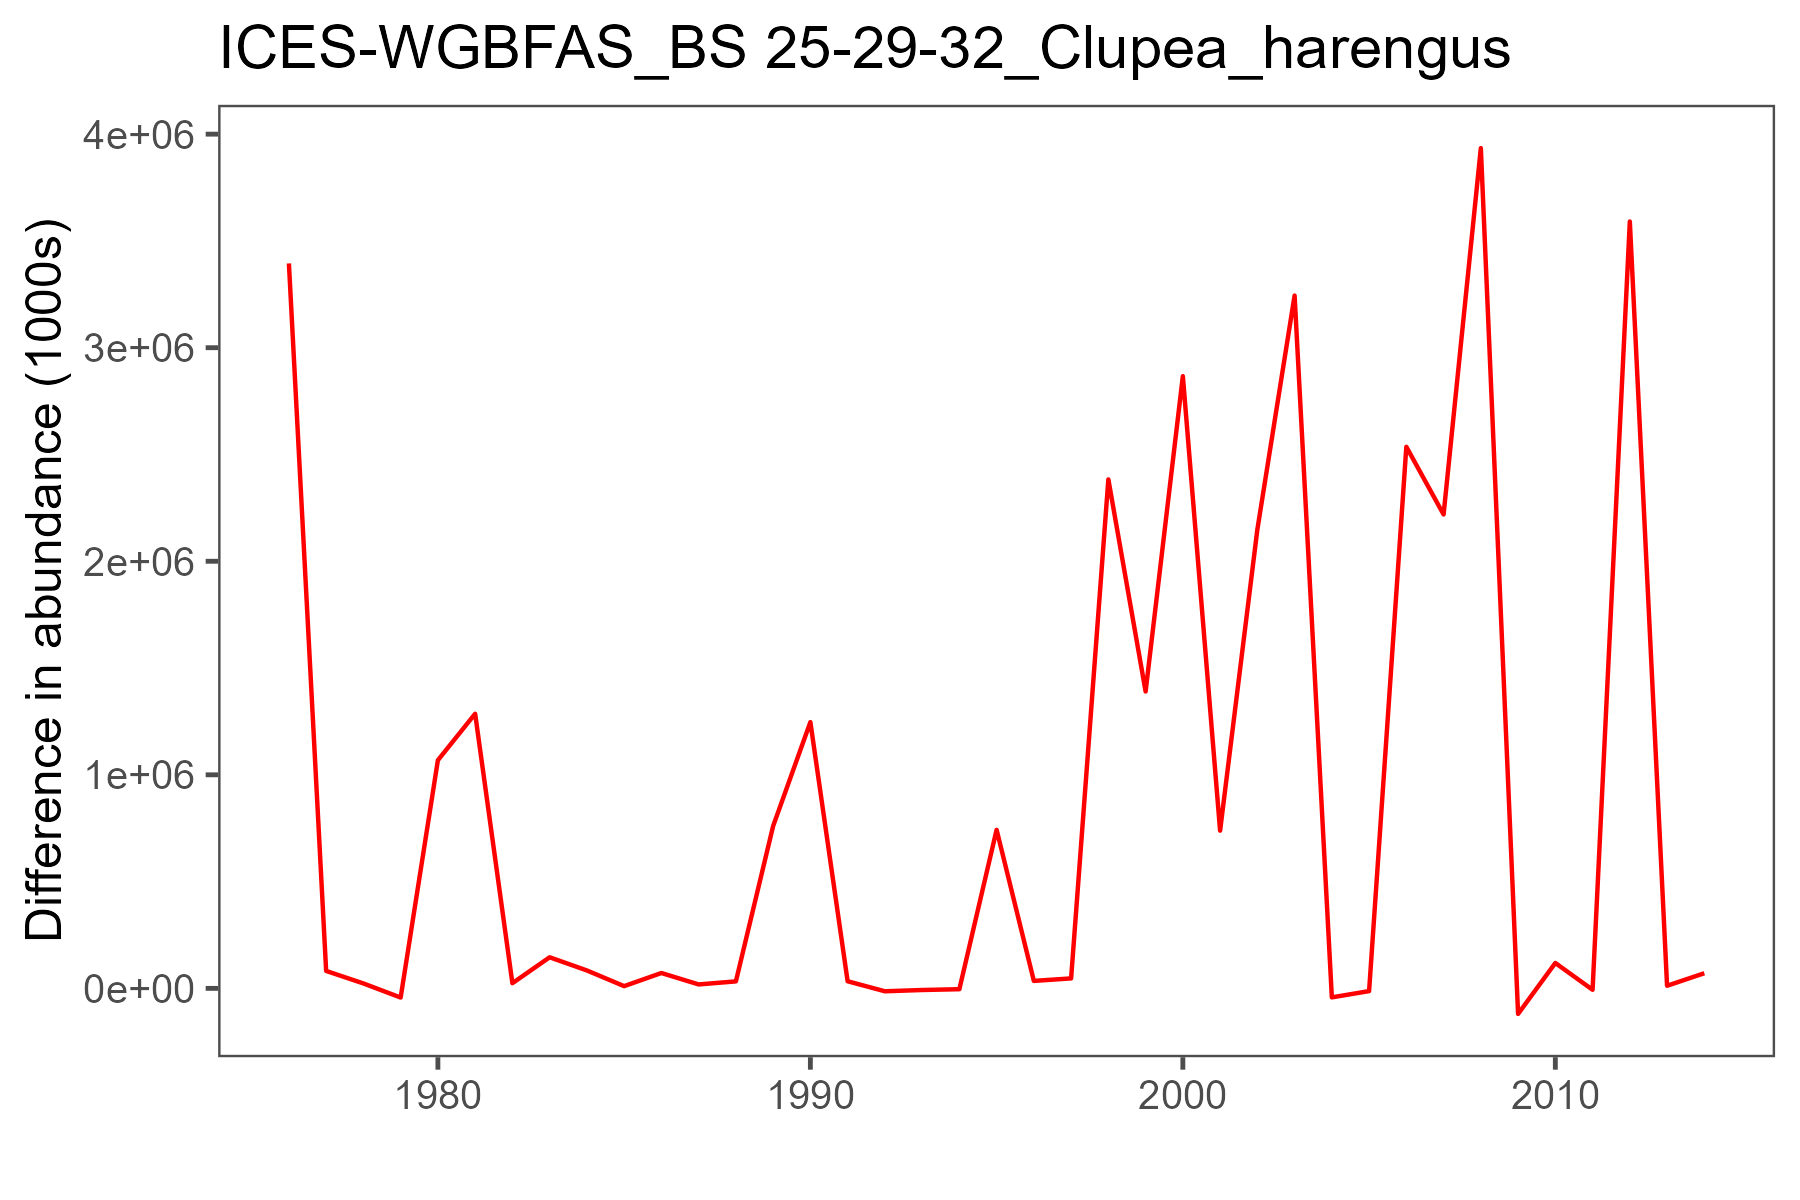 ICES-WGBFAS_BS 25-29-32_Clupea_harengus
Difference in abundance (1000s)
4e+06
3e+06
2e+06
1e+06
0e+00
1980 1990 2000 2010